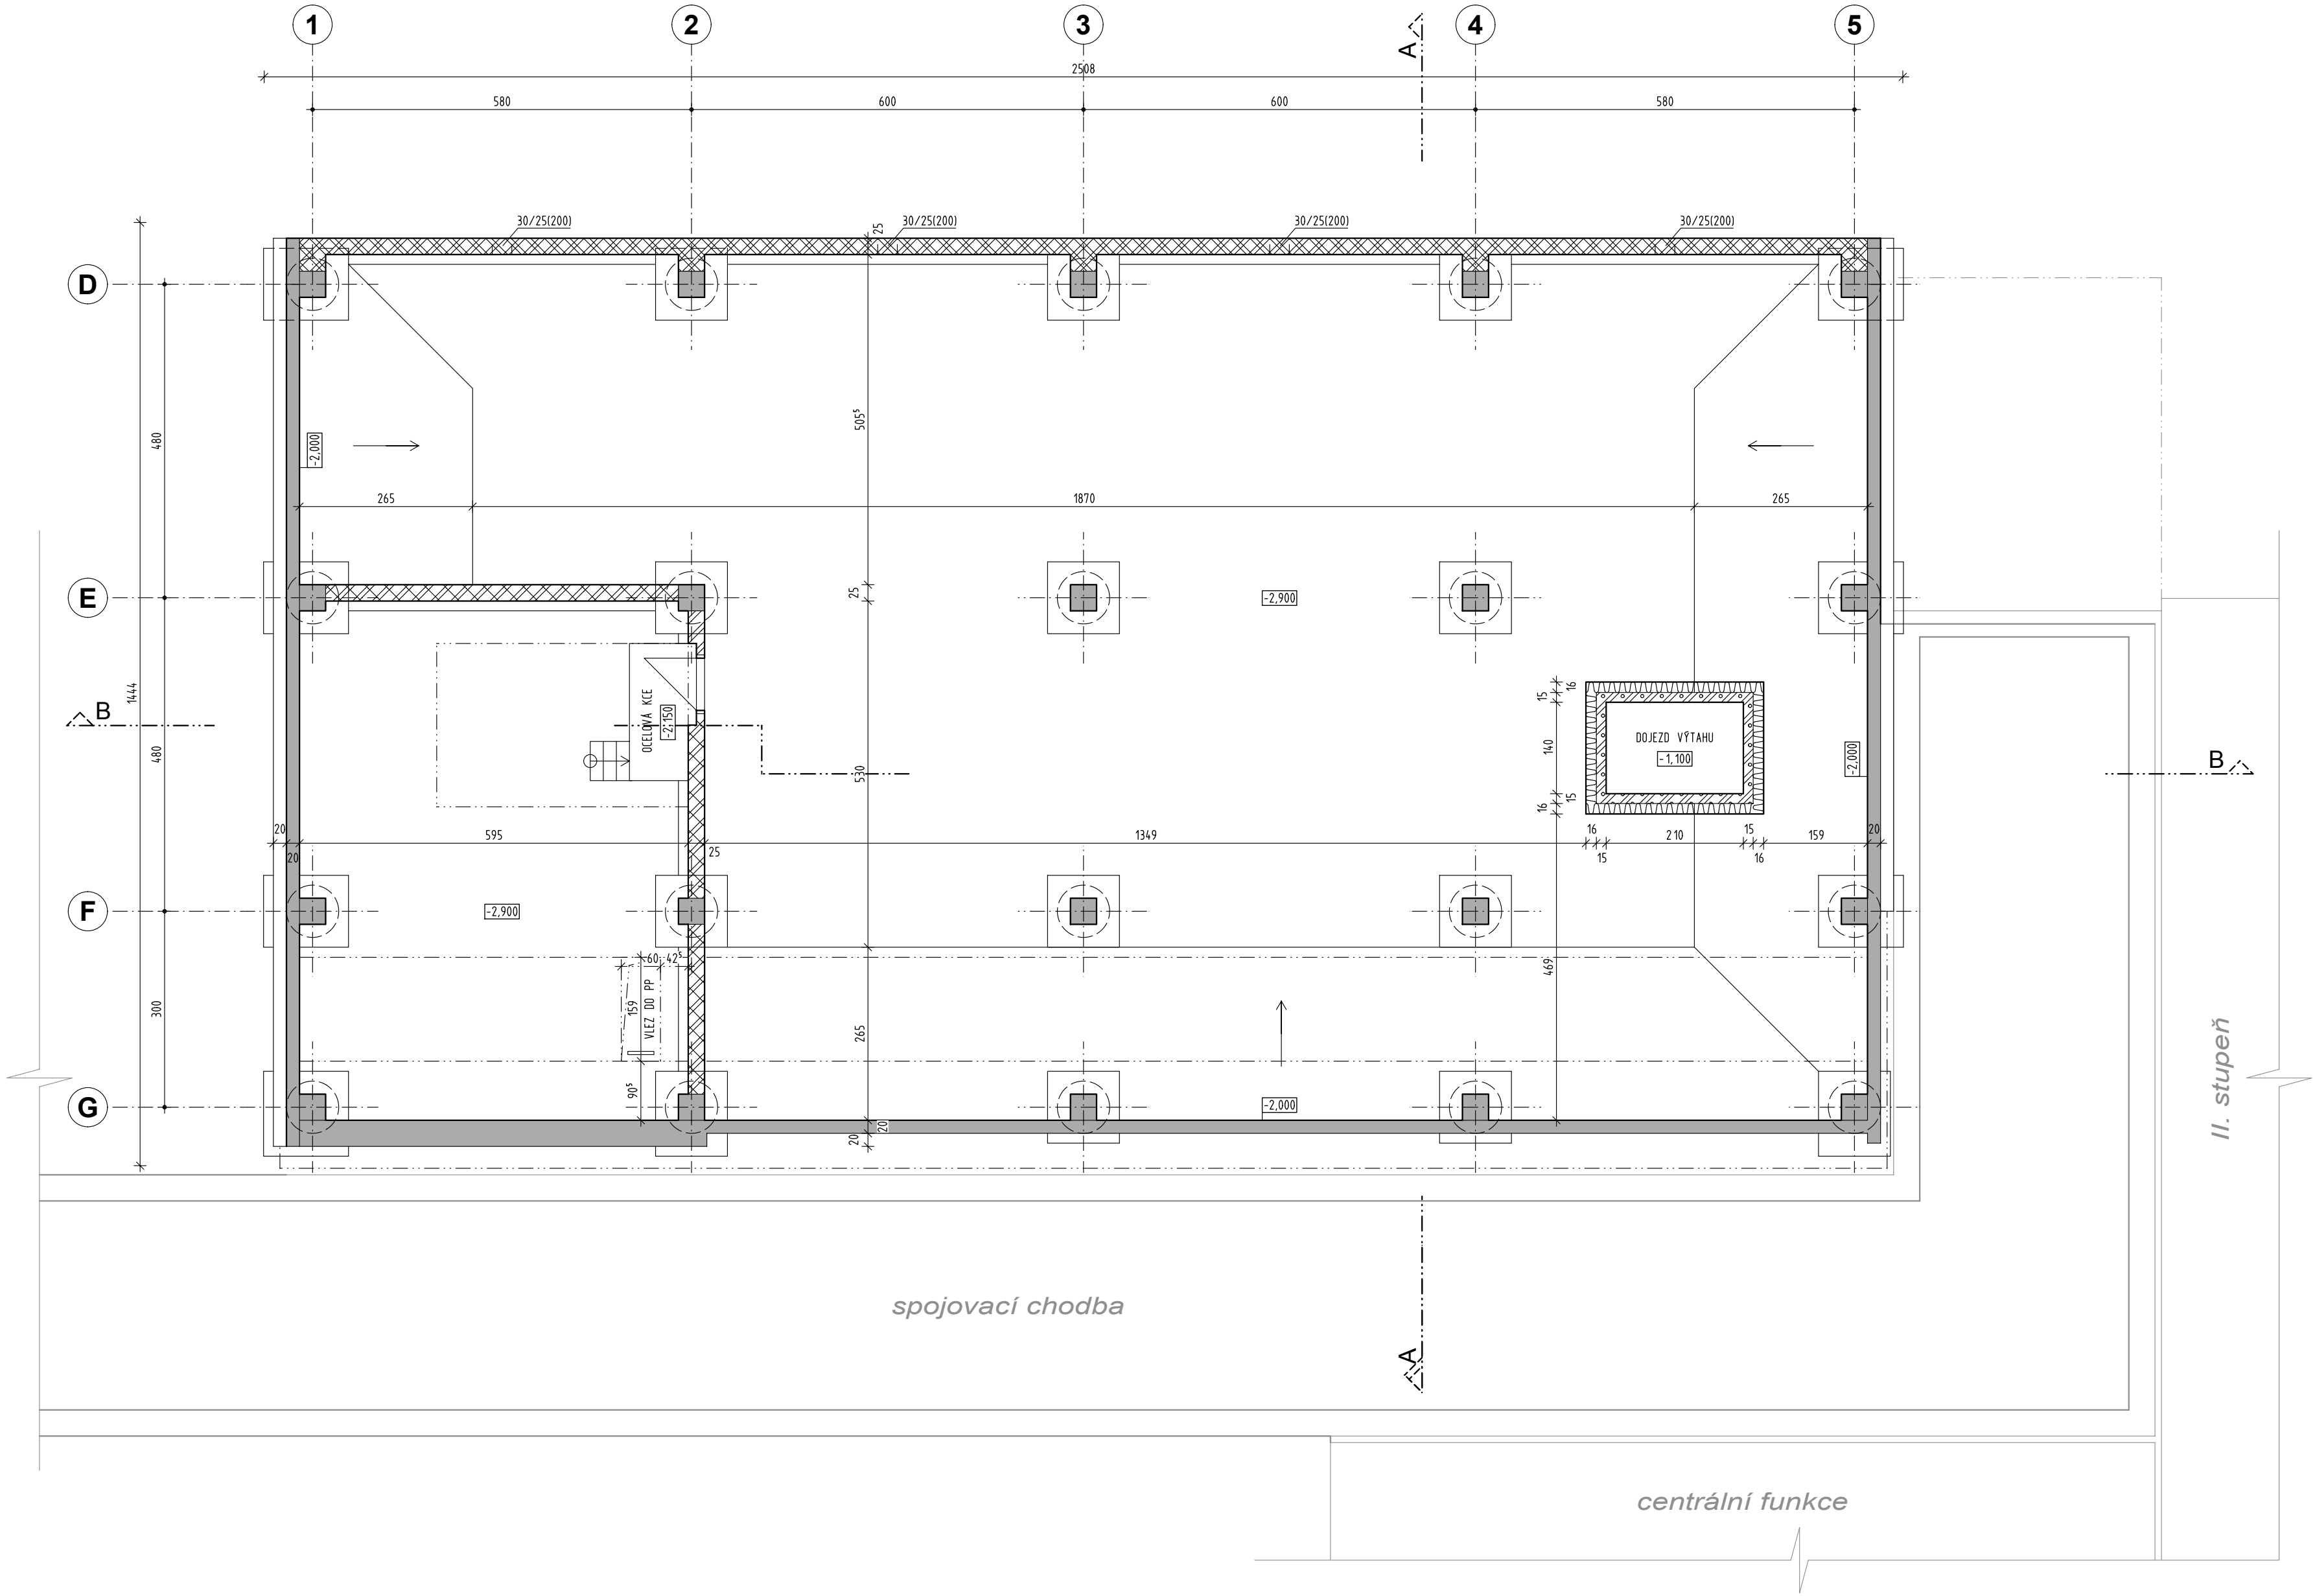 1 2 3 4 5
A
2508
580 600 600 580
30/25(200) 25 30/25(200) 30/25(200) 30/25(200)
D
480
-2,000
505⁵
265 1870 265
E
25
-2,900
1444
B
480
OCELOVÁ KCE
-2,150
530
15 16
140
16 15
DOJEZD VÝTAHU
-1,100
-2,000
B
20 595 1349 16 210 15 159 20
20 25 15 16
F
-2,900
60 42⁵
159
VLEZ DO PP
469
300
265
90⁵
G
-2,000
20 20
II. stupeň
spojovací chodba
A
centrální funkce